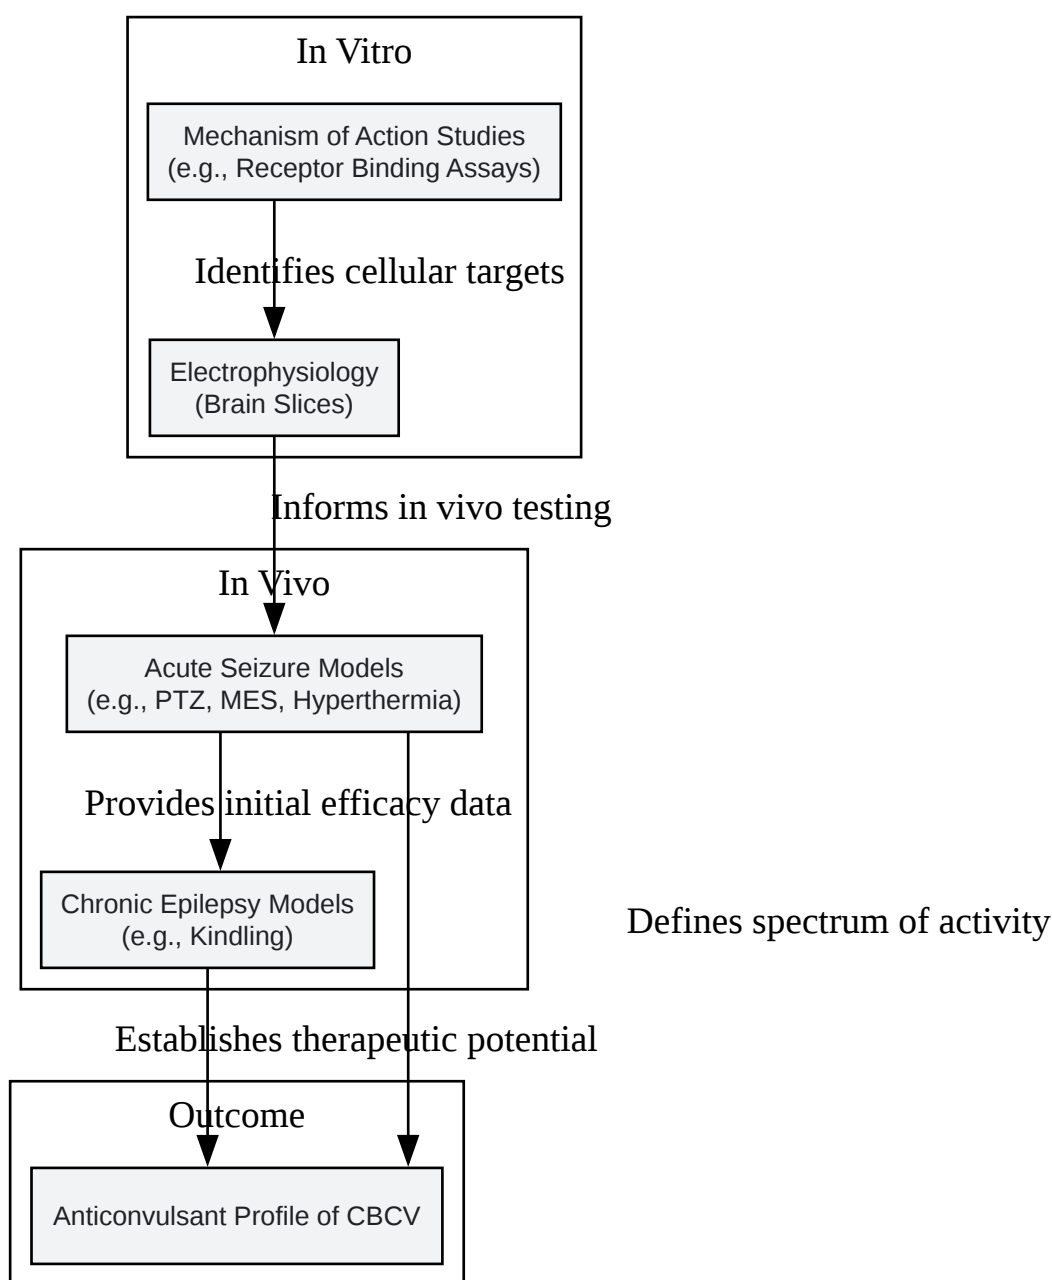 In Vitro
Mechanism of Action Studies
(e.g., Receptor Binding Assays)
Identifies cellular targets
Electrophysiology
(Brain Slices)
Informs in vivo testing
In Vivo
Acute Seizure Models
(e.g., PTZ, MES, Hyperthermia)
Provides initial efficacy data
Chronic Epilepsy Models
(e.g., Kindling)
Defines spectrum of activity
Establishes therapeutic potential
Outcome
Anticonvulsant Profile of CBCV